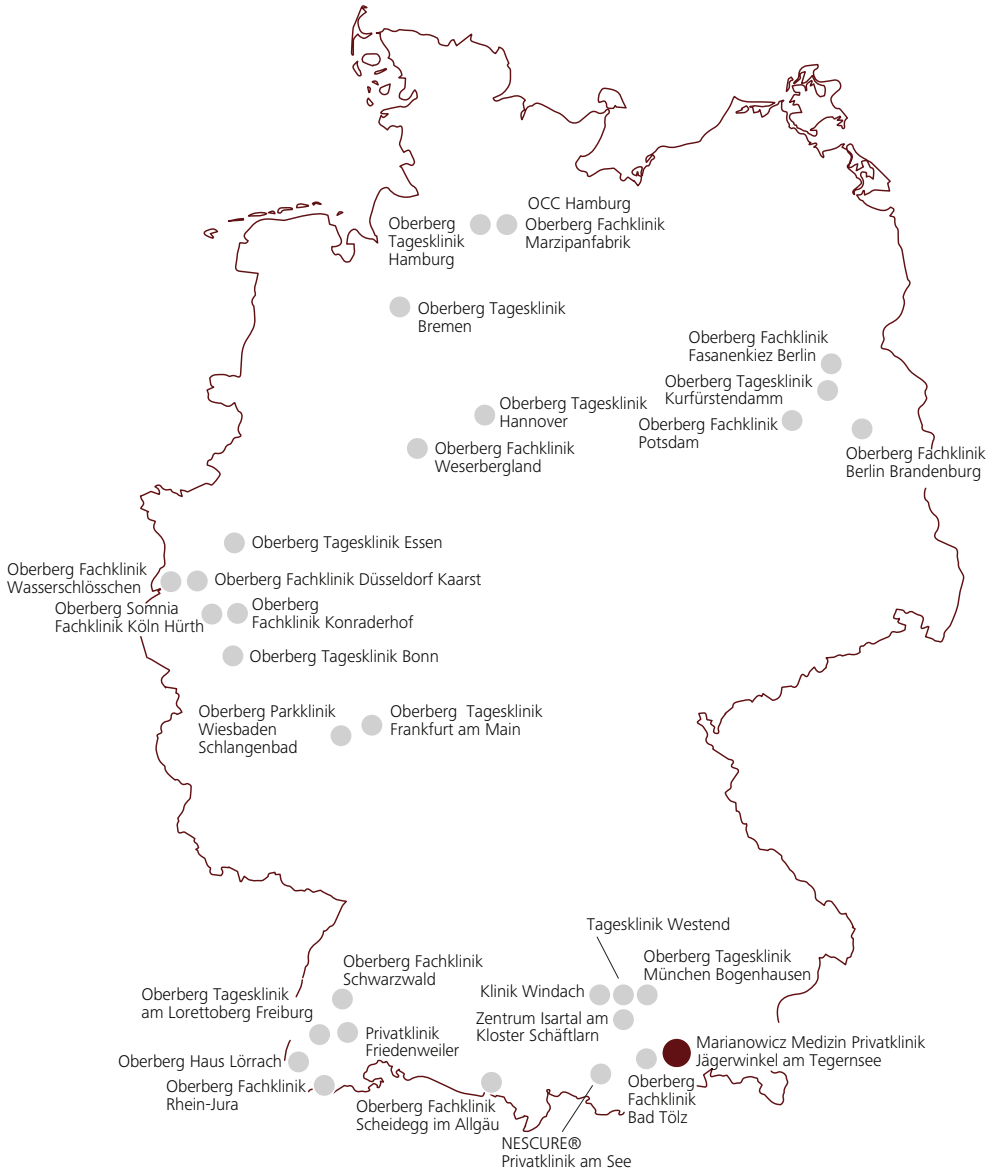 OCC Hamburg
Oberberg
Tagesklinik
Hamburg
Oberberg Fachklinik
Marzipanfabrik
Oberberg Tagesklinik
Bremen
Oberberg Fachklinik
Fasanenkiez Berlin
Oberberg Tagesklinik
Kurfürstendamm
Oberberg Tagesklinik
Hannover
Oberberg Fachklinik
Potsdam
Oberberg Fachklinik
Weserbergland
Oberberg Fachklinik
Berlin Brandenburg
Oberberg Tagesklinik Essen
Oberberg Fachklinik
Wasserschlösschen
Oberberg Fachklinik Düsseldorf Kaarst
Oberberg Somnia
Fachklinik Köln Hürth
Oberberg
Fachklinik Konraderhof
Oberberg Tagesklinik Bonn
Oberberg Parkklinik
Wiesbaden
Schlangenbad
Oberberg Tagesklinik
Frankfurt am Main
Tagesklinik Westend
Oberberg Tagesklinik
München Bogenhausen
Oberberg Fachklinik
Schwarzwald
Klinik Windach
Oberberg Tagesklinik
am Lorettoberg Freiburg
Zentrum Isartal am
Kloster Schäftlarn
Privatklinik
Friedenweiler
Marianowicz Medizin Privatklinik
Jägerwinkel am Tegernsee
Oberberg Haus Lörrach
Oberberg Fachklinik
Rhein-Jura
Oberberg
Fachklinik
Bad Tölz
Oberberg Fachklinik
Scheidegg im Allgäu
NESCURE®
Privatklinik am See